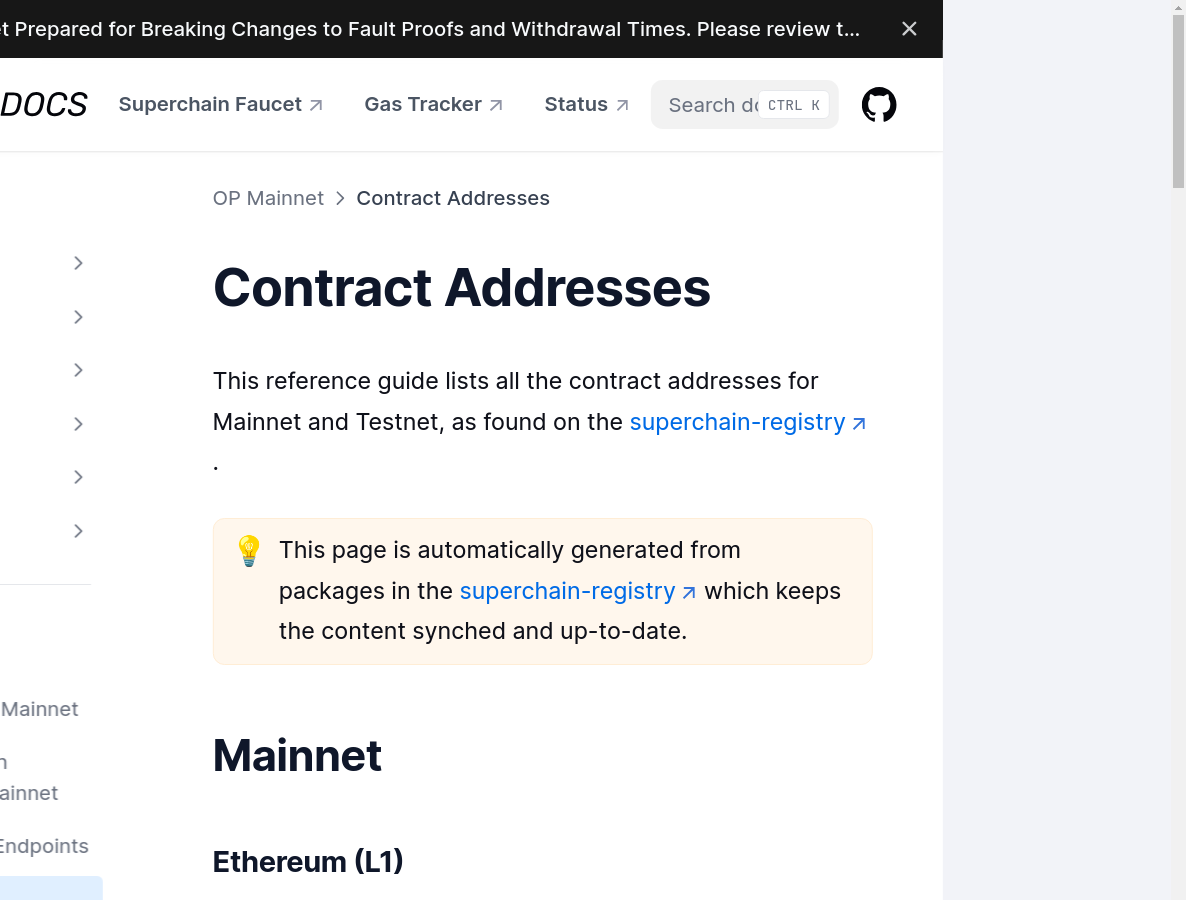 t Prepared for Breaking Changes to Fault Proofs and Withdrawal Times. Please review t...
DOCS
Superchain Faucet
Gas Tracker
Status
Search do
CTRL K
OP Mainnet
Contract Addresses
Contract Addresses
This reference guide lists all the contract addresses for
Mainnet and Testnet, as found on the superchain-registry
.
💡 This page is automatically generated from
packages in the superchain-registry which keeps
the content synched and up-to-date.
Mainnet
n
ainnet
Endpoints
Mainnet
Ethereum (L1)